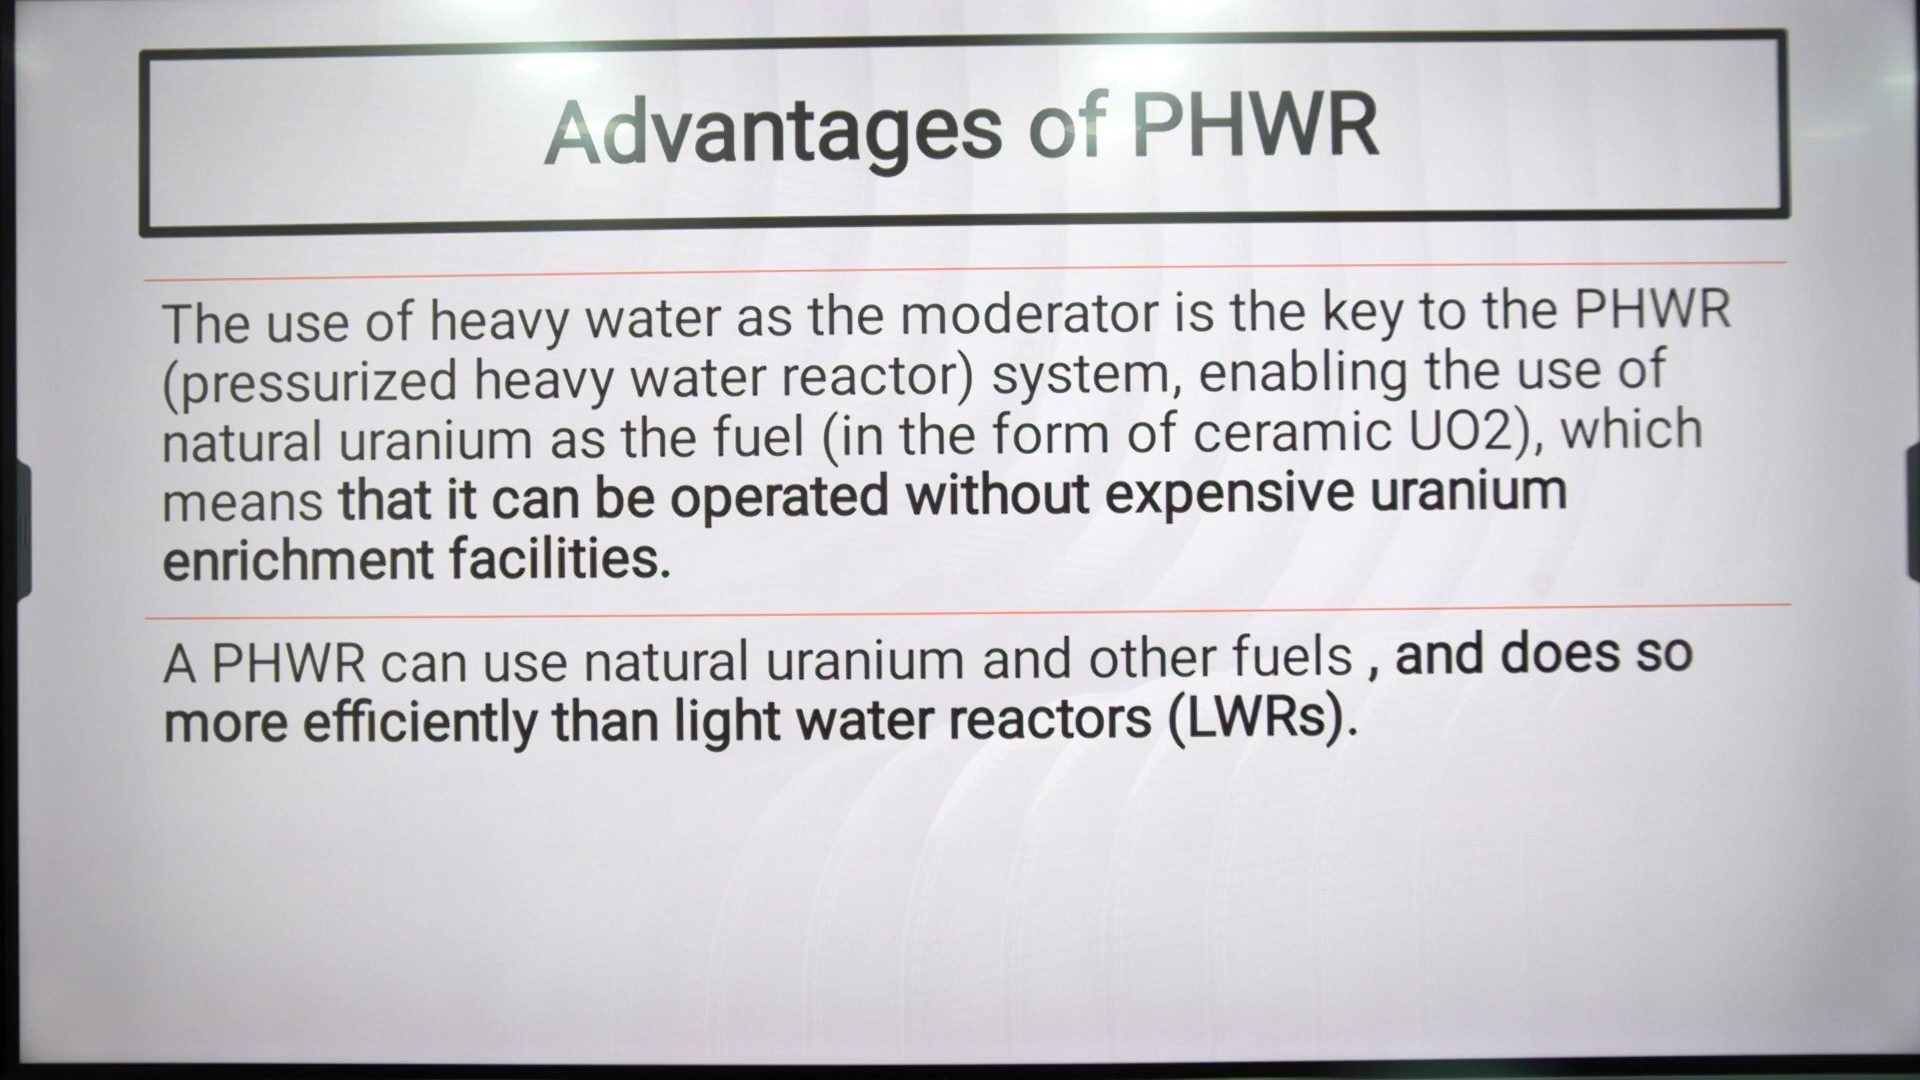 Advantages of PHWR
The use of heavy water as the moderator is the key to the PHWR
(pressurized heavy water reactor) system, enabling the use of
natural uranium as the fuel (in the form of ceramic UO2), which
means that it can be operated without expensive uranium
enrichment facilities.
A PHWR can use natural uranium and other fuels , and does so
more efficiently than light water reactors (LWRs).